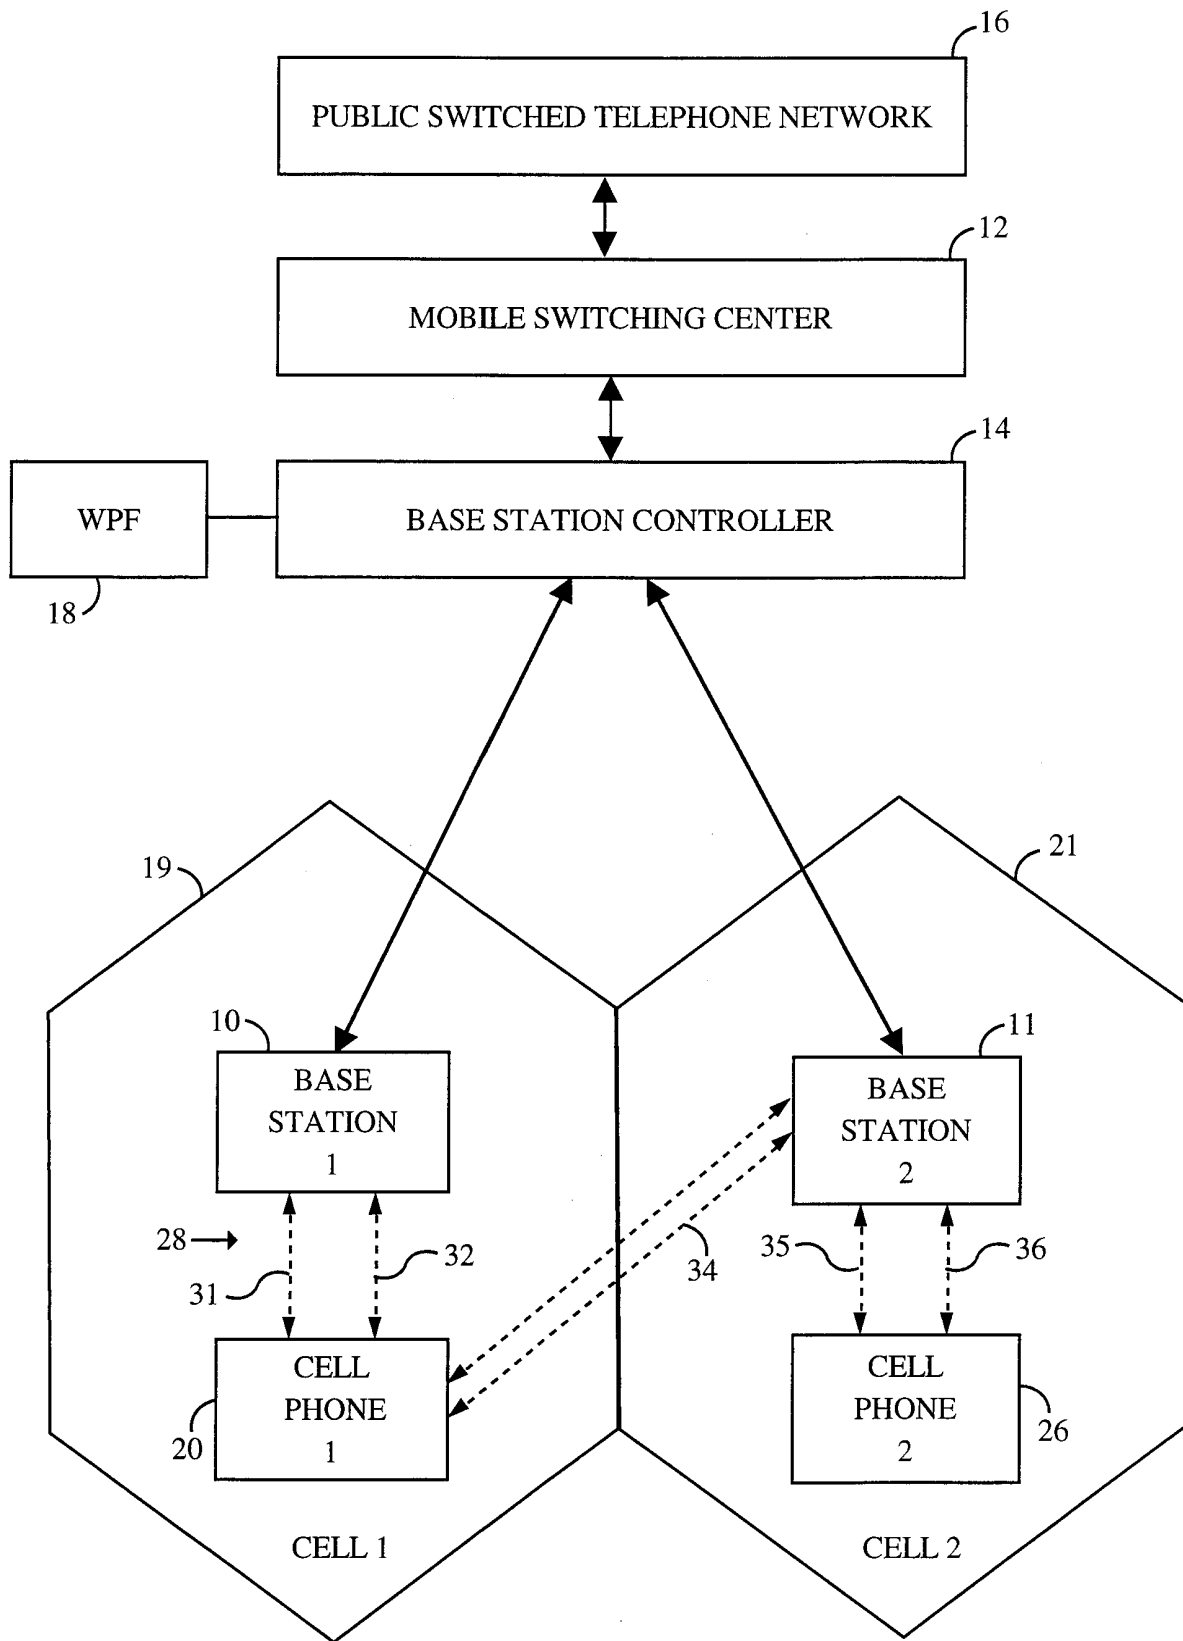 16
PUBLIC SWITCHED TELEPHONE NETWORK
12
MOBILE SWITCHING CENTER
14
WPF
BASE STATION CONTROLLER
18
19
21
10
11
BASE
STATION
1
BASE
STATION
2
28
31
32
34
35
36
CELL
PHONE
1
20
CELL
PHONE
2
26
CELL 1
CELL 2